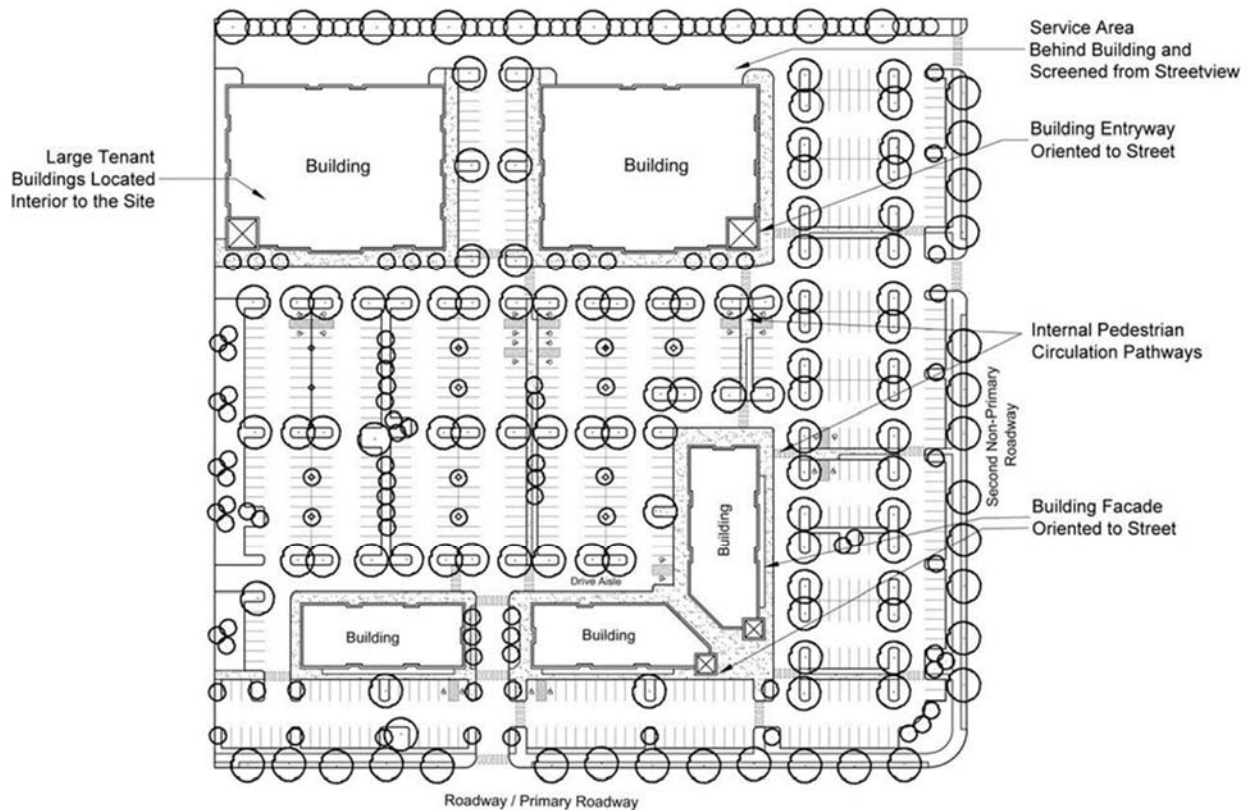 Service Area
Behind Building and
Screened from Streetview
Building Entryway
Oriented to Street
Large Tenant
Buildings Located
Interior to the Site
Building
Building
Internal Pedestrian
Circulation Pathways
Second Non-Primary
Roadway
Building Facade
Oriented to Street
Building
Drive Aisle
Building
Building
Roadway / Primary Roadway